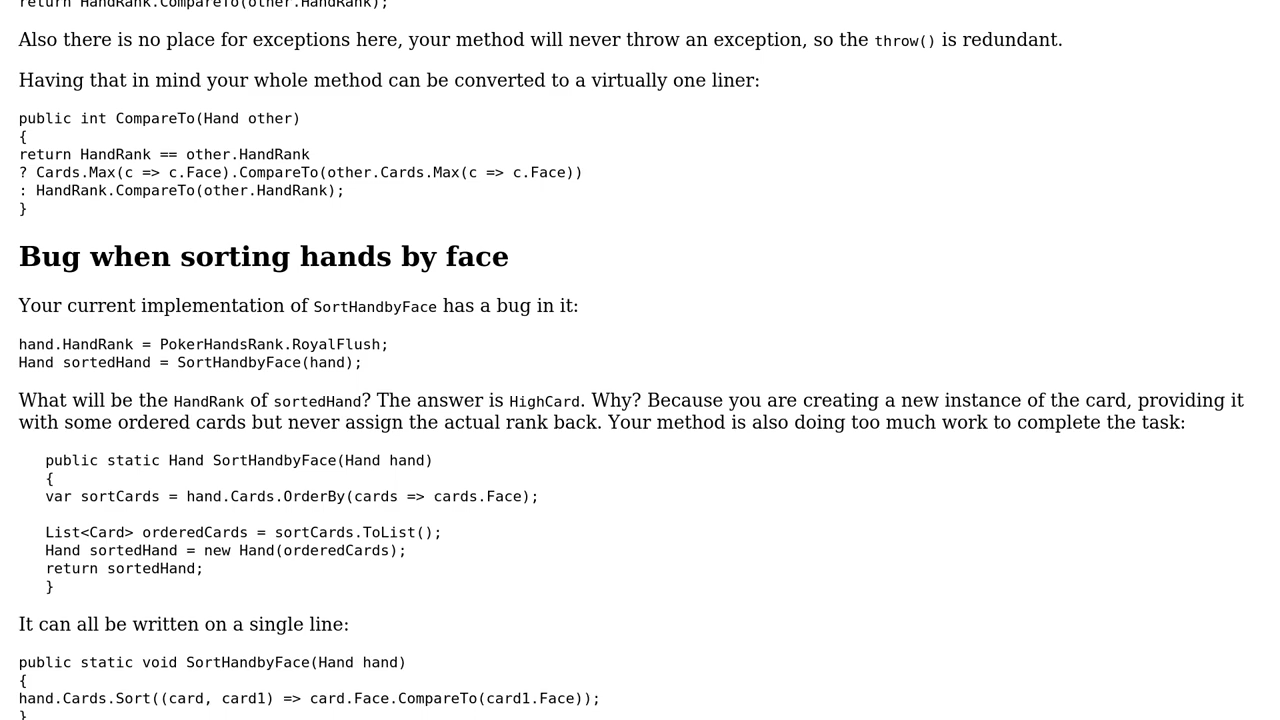 return HandRank.CompareTo(other.HandRank);
Also there is no place for exceptions here, your method will never throw an exception, so the throw() is redundant.
Having that in mind your whole method can be converted to a virtually one liner:
public int CompareTo(Hand other)
{
return HandRank == other.HandRank
? Cards.Max(c => c.Face).CompareTo(other.Cards.Max(c => c.Face))
: HandRank.CompareTo(other.HandRank);
}
Bug when sorting hands by face
Your current implementation of SortHandbyFace has a bug in it:
hand.HandRank = PokerHandsRank.RoyalFlush;
Hand sortedHand = SortHandbyFace(hand);
What will be the HandRank of sortedHand? The answer is HighCard. Why? Because you are creating a new instance of the card, providing it
with some ordered cards but never assign the actual rank back. Your method is also doing too much work to complete the task:
public static Hand SortHandbyFace(Hand hand)
{
var sortCards = hand.Cards.OrderBy(cards => cards.Face);
List<Card> orderedCards = sortCards.ToList();
Hand sortedHand = new Hand(orderedCards);
return sortedHand;
}
It can all be written on a single line:
public static void SortHandbyFace(Hand hand)
{
hand.Cards.Sort((card, card1) => card.Face.CompareTo(card1.Face));
}